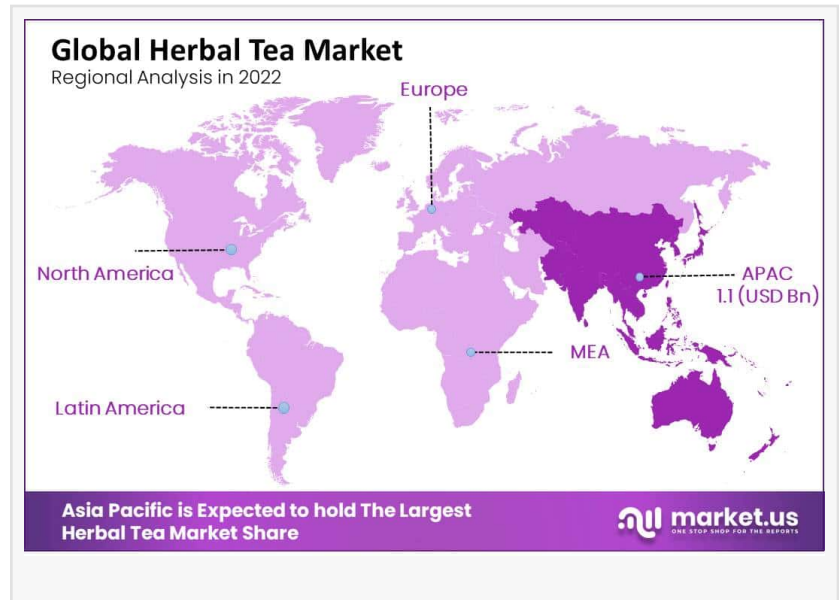 Global Herbal Tea Market
Regional Analysis in 2022
Europe
North America
APAC
1.1 (USD Bn)
MEA
Latin America
Asia Pacific is Expected to hold The Largest
Herbal Tea Market Share
market.us
ONE STOP SHOP FOR THE REPORTS